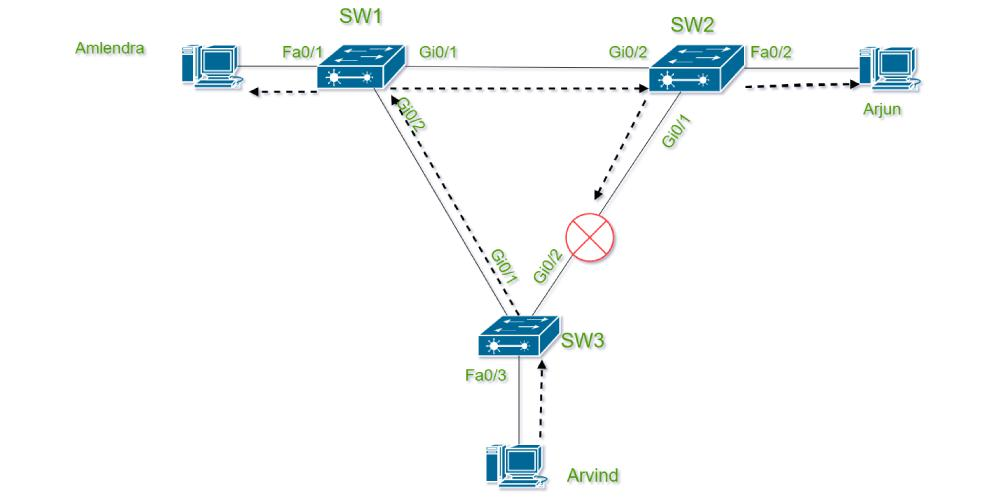 SW1
SW2
Amlendra
Fa0/1
Gi0/1
Gi0/2
Fa0/2
Arjun
Gi0/2
Gi0/1
Gi0/1
Gi0/2
SW3
Fa0/3
Arvind